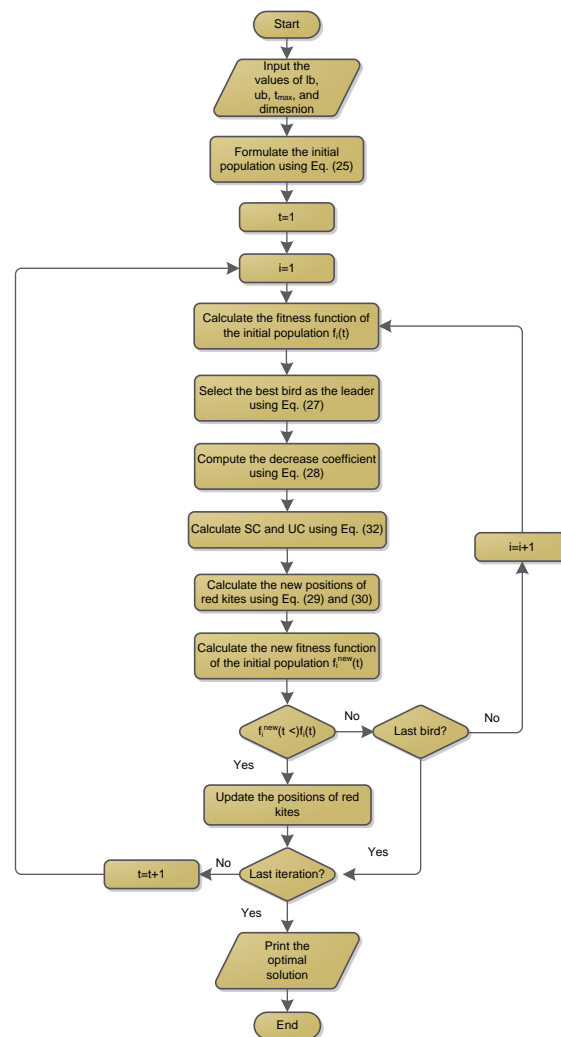 Start
Input the
values of lb,
ub, tmax, and
dimesnion
Formulate the initial
population using Eq. (25)
t=1
i=1
Calculate the fitness function of
the initial population fi(t)
Select the best bird as the leader
using Eq. (27)
Compute the decrease coefficient
using Eq. (28)
Calculate SC and UC using Eq. (32)
i=i+1
Calculate the new positions of
red kites using Eq. (29) and (30)
Calculate the new fitness function
of the initial population finew(t)
finew(t <)fi(t)
No
Last bird?
No
Yes
Update the positions of red
kites
Yes
Last iteration?
No
t=t+1
Yes
Print the
optimal
solution
End